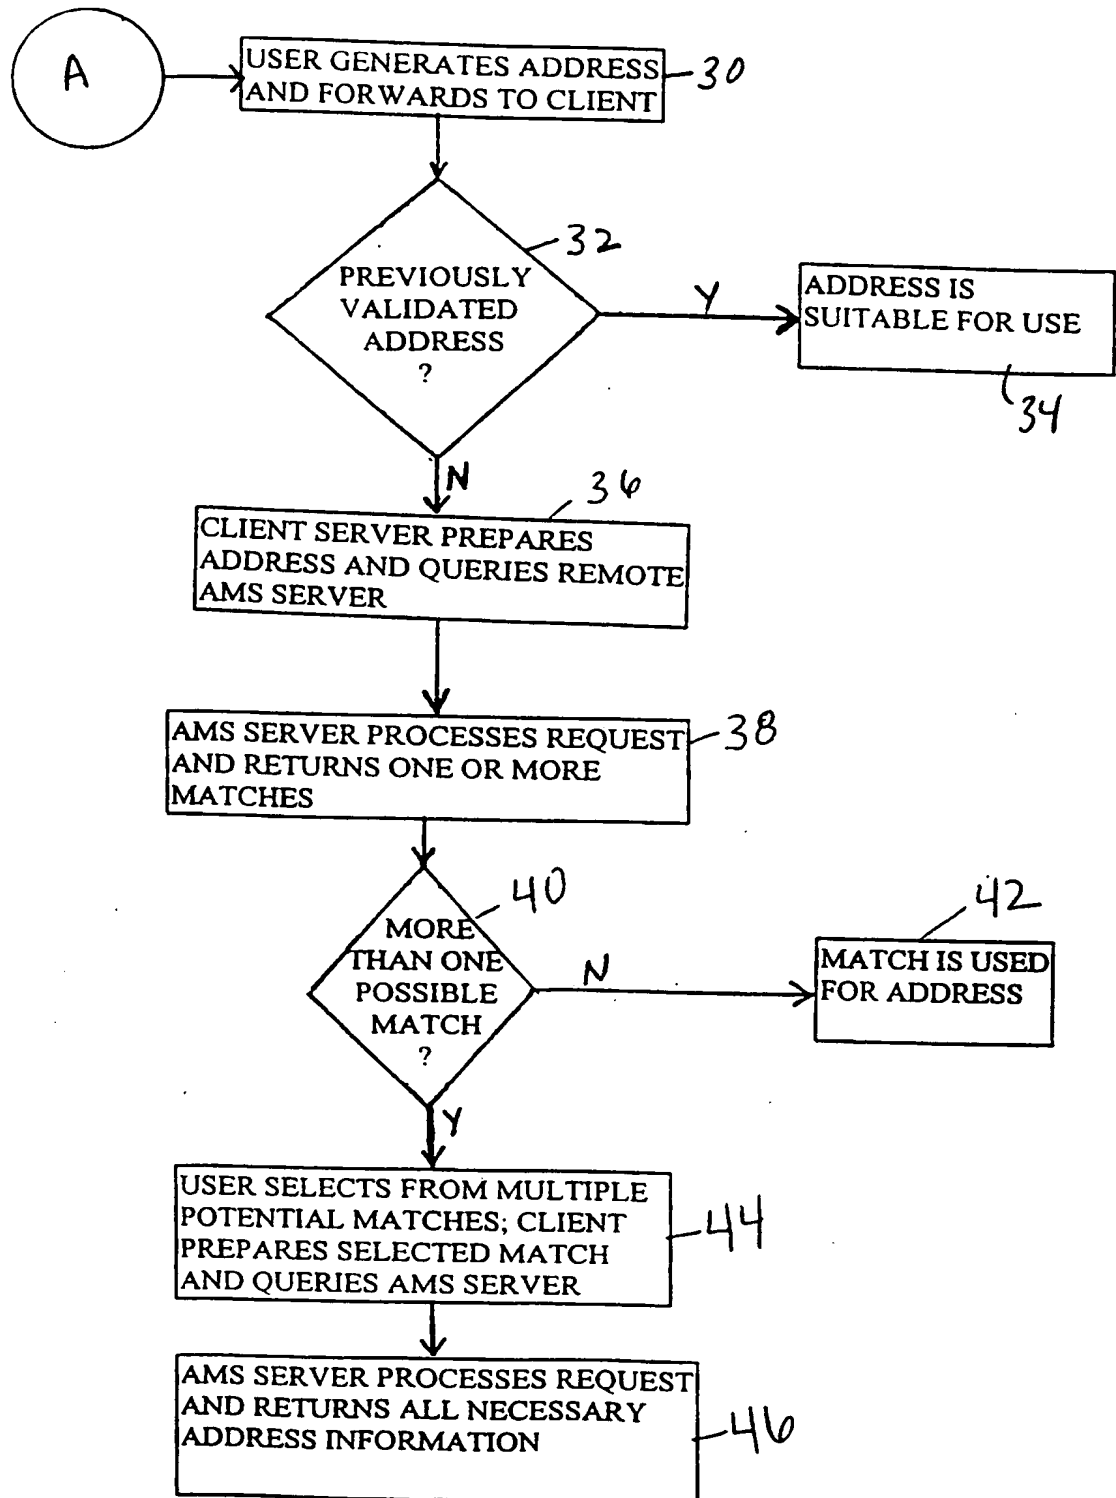 A
USER GENERATES ADDRESS
AND FORWARDS TO CLIENT
30
PREVIOUSLY
VALIDATED
ADDRESS
?
32
Y
ADDRESS IS
SUITABLE FOR USE
34
N
36
CLIENT SERVER PREPARES
ADDRESS AND QUERIES REMOTE
AMS SERVER
AMS SERVER PROCESSES REQUEST
AND RETURNS ONE OR MORE
MATCHES
38
40
MORE
THAN ONE
POSSIBLE
MATCH
?
N
42
MATCH IS USED
FOR ADDRESS
Y
USER SELECTS FROM MULTIPLE
POTENTIAL MATCHES; CLIENT
PREPARES SELECTED MATCH
AND QUERIES AMS SERVER
44
AMS SERVER PROCESSES REQUEST
AND RETURNS ALL NECESSARY
ADDRESS INFORMATION
46